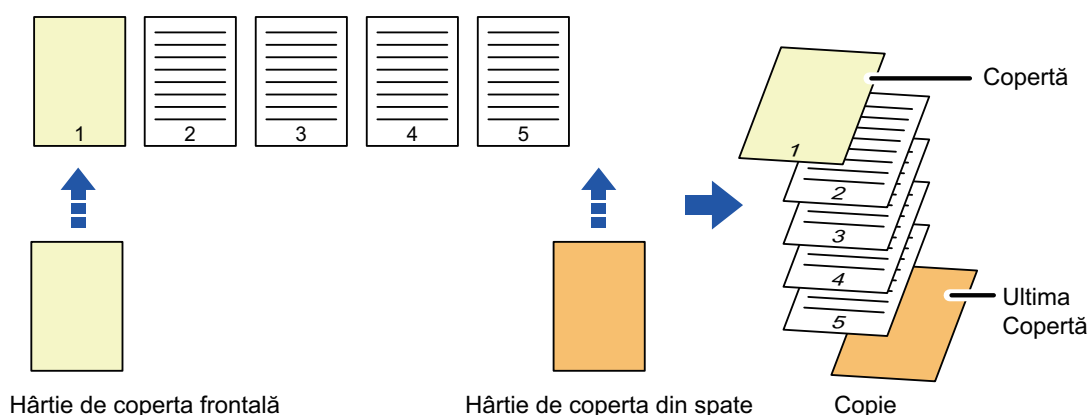 1
2
3
4
5
Copertă
1
2
3
4
5
Ultima
Copertă
Hârtie de coperta frontală
Hârtie de coperta din spate
Copie